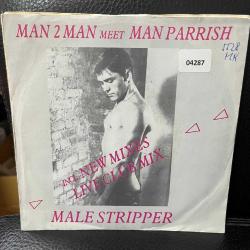 MAN 2 MAN MEET MAN PARRISH
04287
INC. NEW MIXES
LIVE CLUB MIX
MALE STRIPPER